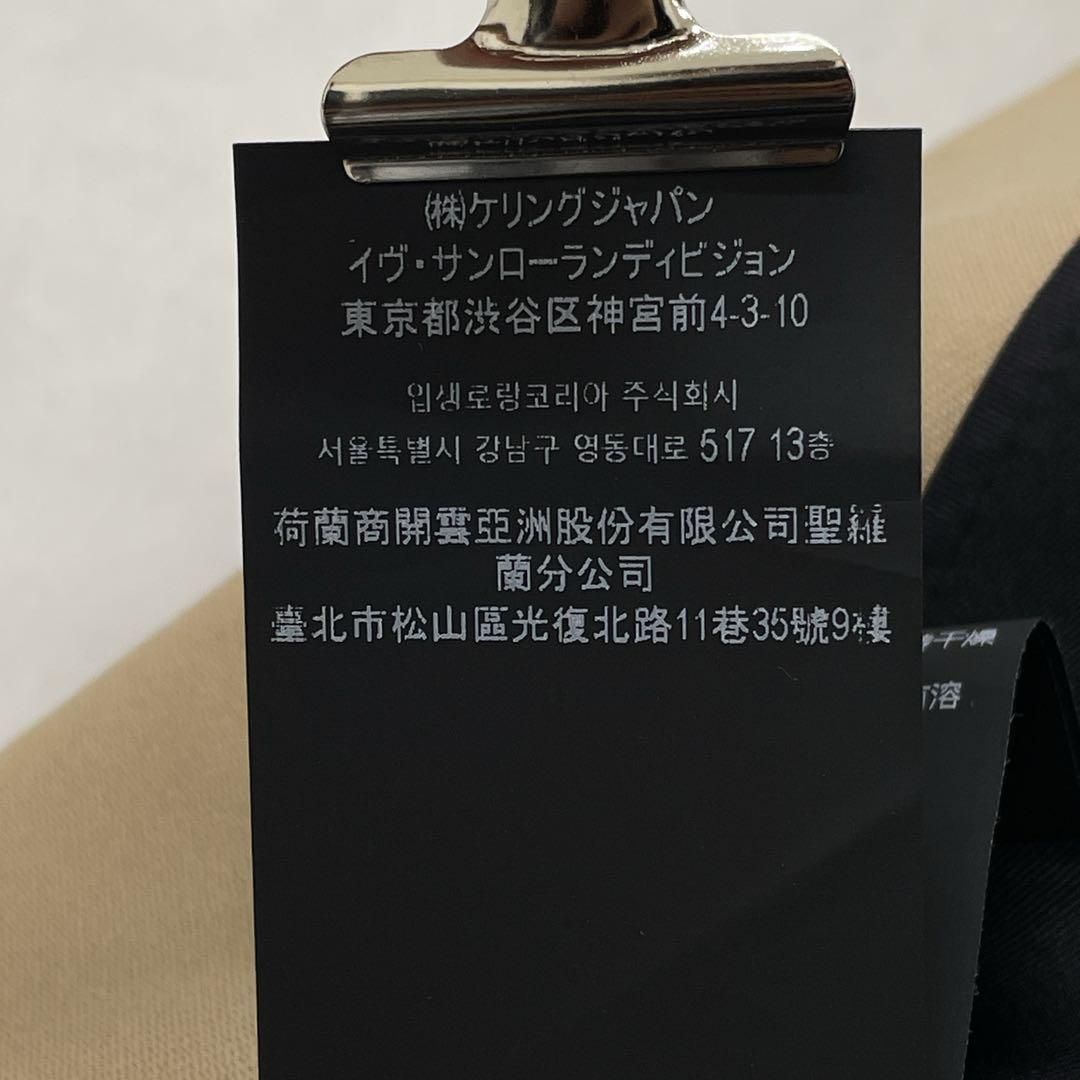 ㈱ケリングジャパン
イヴ・サンローランディビジョン
東京都渋谷区神宮前4-3-10
입생로랑코리아 주식회사
서울특별시 강남구 영동대로 517 13층
荷蘭商開雲亞洲股份有限公司聖羅
蘭分公司
臺北市松山區光復北路11巷35號9樓
干燥
可溶